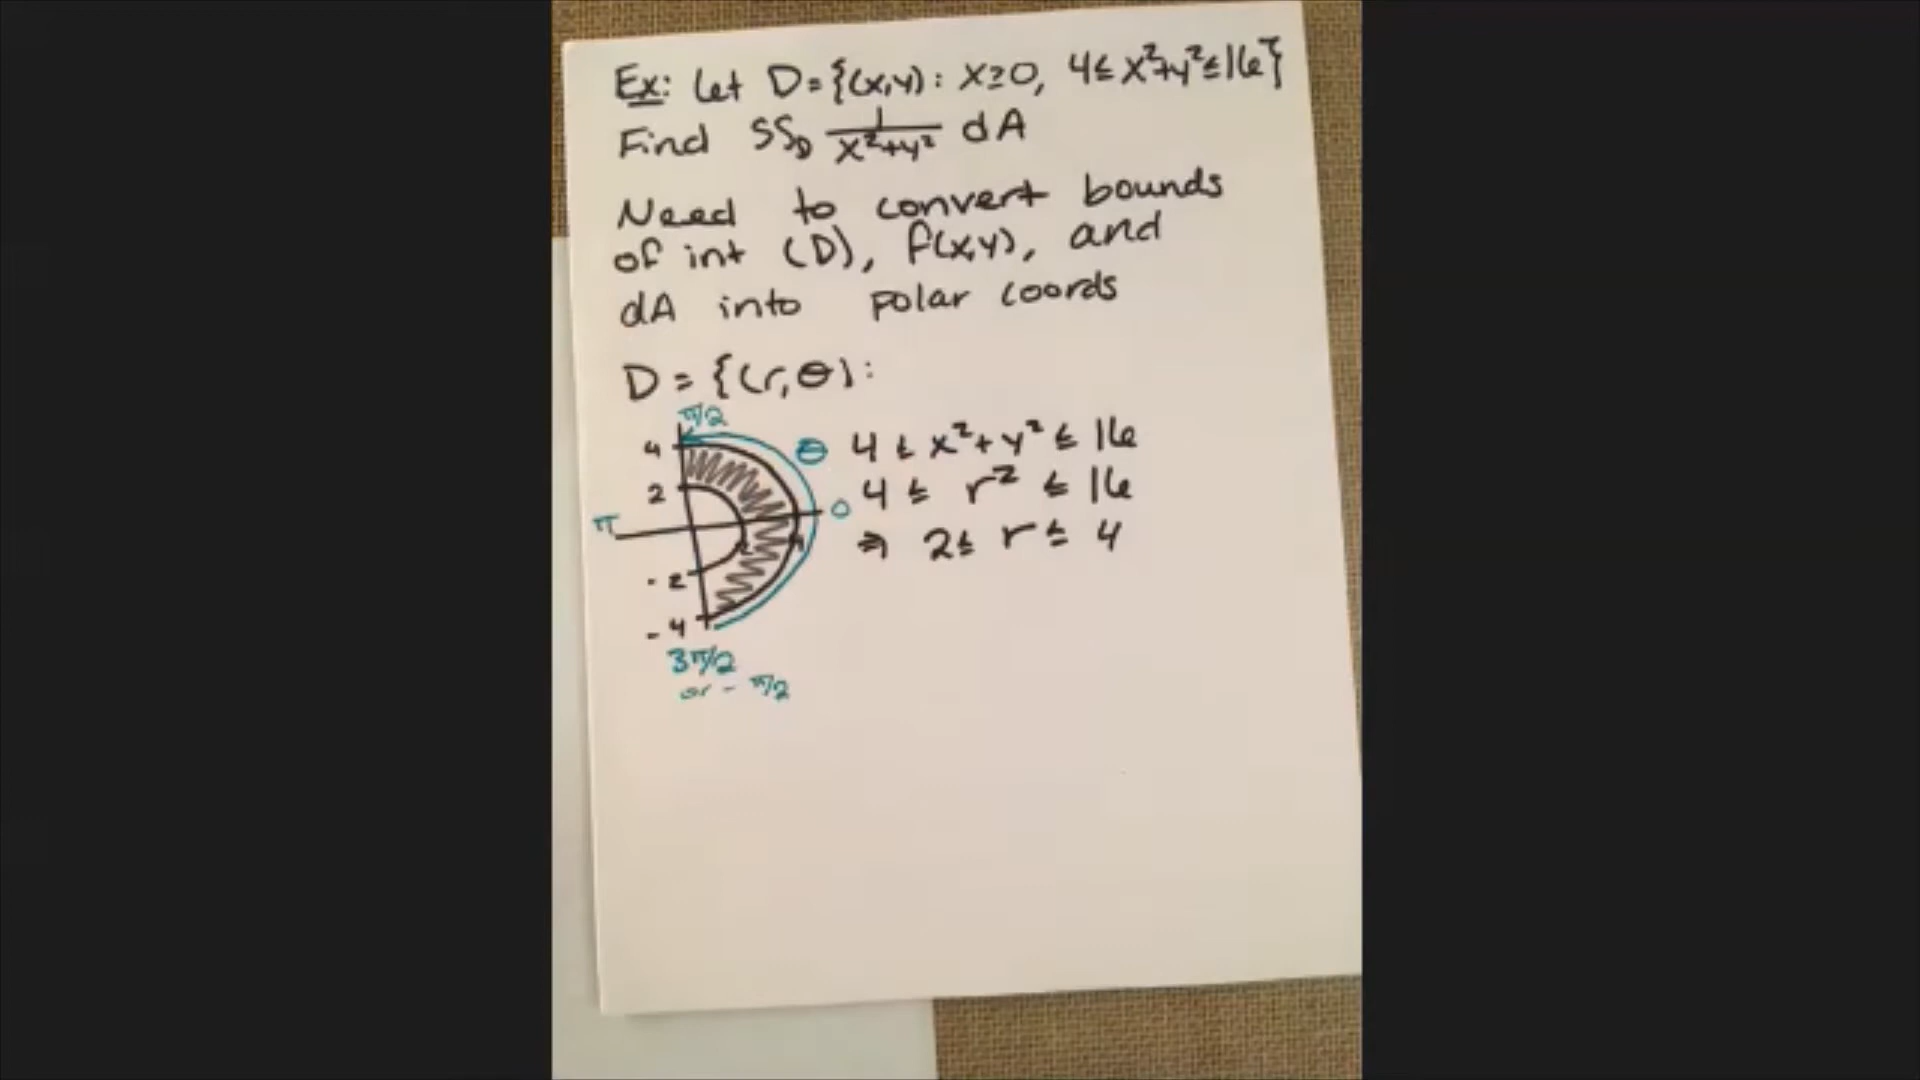 Ex: Let D={(x,y): x≥0, 4≤x²+y²≤16}
Find SS_D 1/(x²+y²) dA
Need to convert bounds
of int (D), f(x,y), and
dA into polar coords
D = {(r,θ):
π/2
4
θ
4 ≤ x²+y² ≤ 16
2
4 ≤ r² ≤ 16
0
π
⇒ 2 ≤ r ≤ 4
-2
-4
3π/2
or -π/2